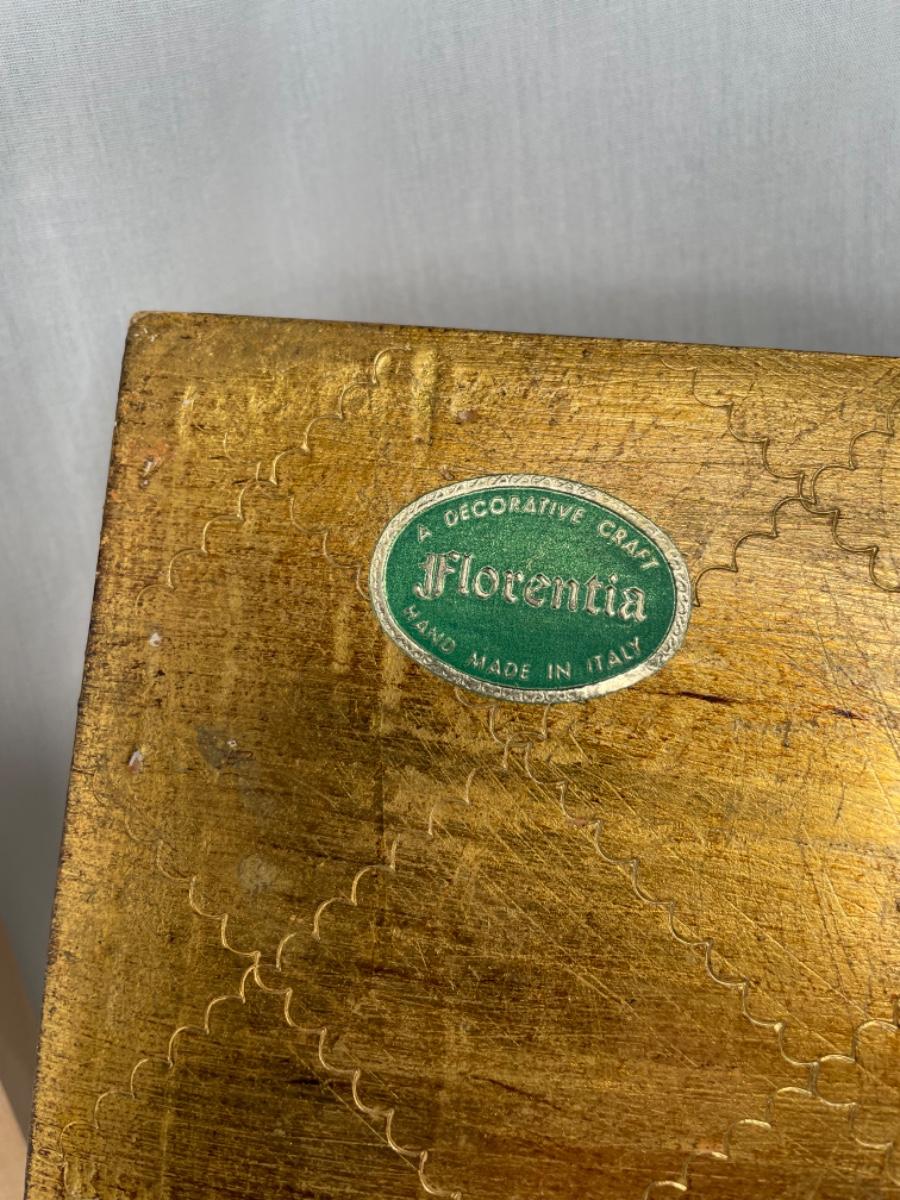 A DECORATIVE CRAFT
Florentia
HAND MADE IN ITALY